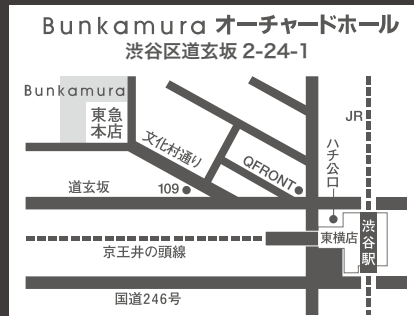 Bunkamura オーチャードホール
渋谷区道玄坂 2-24-1
Bunkamura
JR
東急
本店
文化村通り
ハチ公口
QFRONT
道玄坂
109
渋谷駅
東横店
京王井の頭線
国道246号